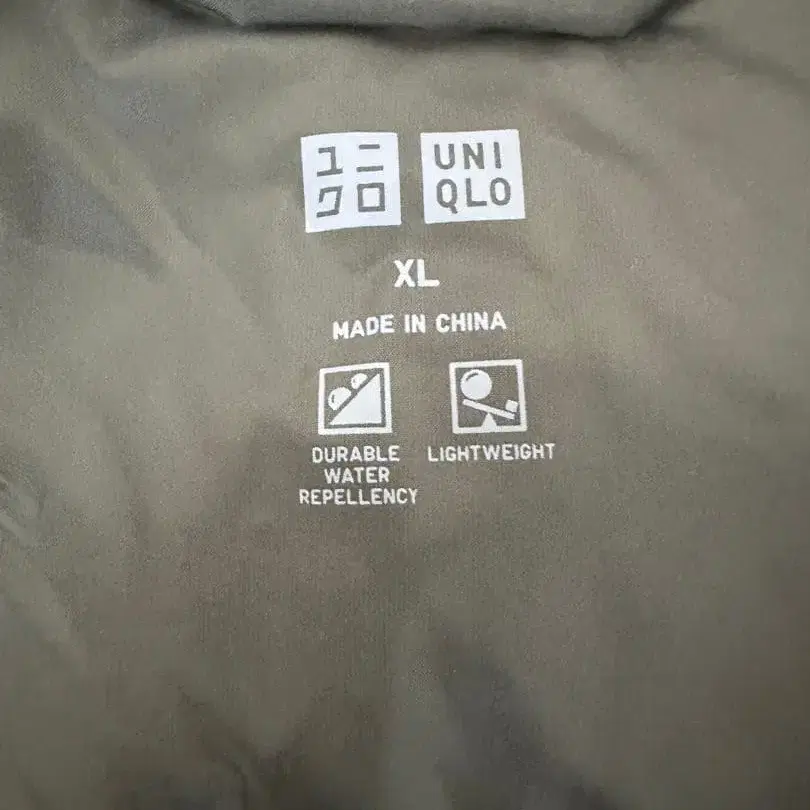 ユニ
クロ
UNI
QLO
XL
MADE IN CHINA
DURABLE
WATER
REPELLENCY
LIGHTWEIGHT